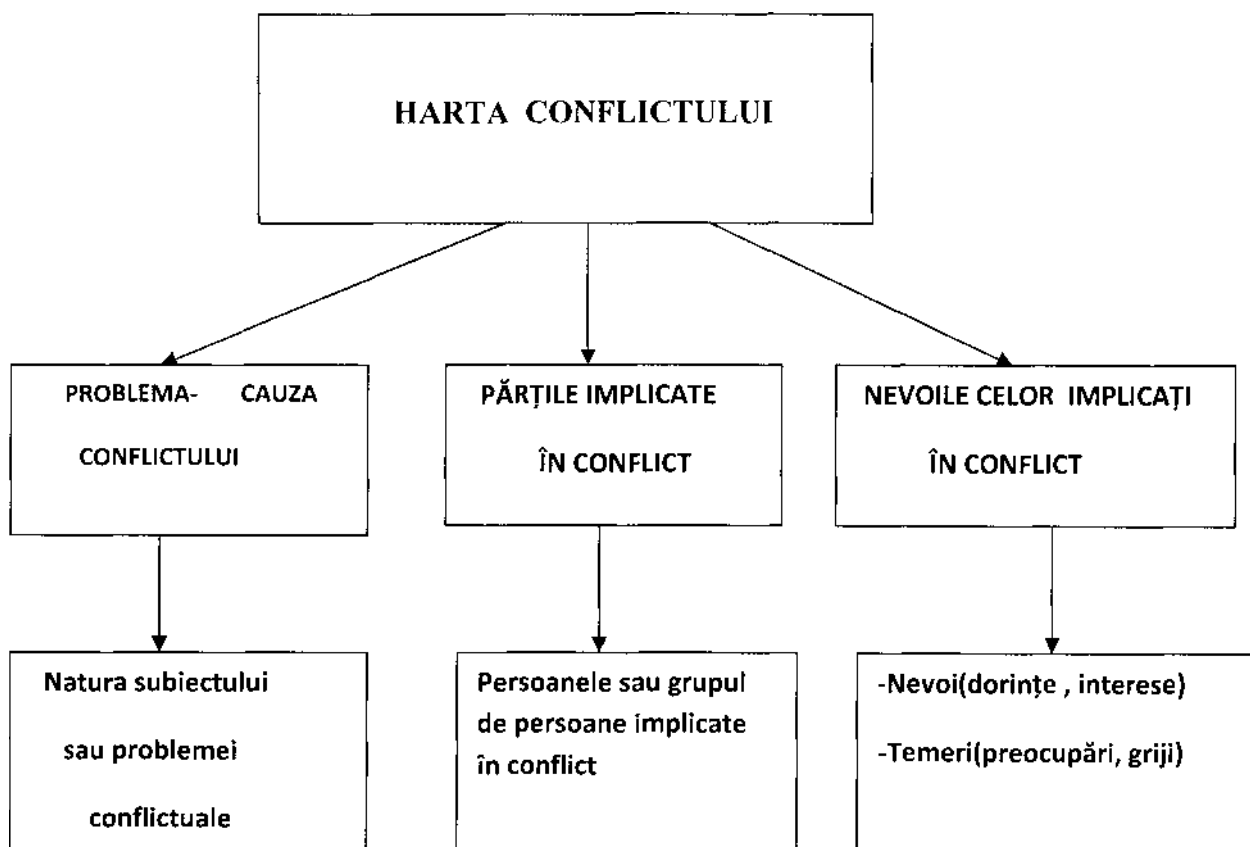 HARTA CONFLICTULUI
PROBLEMA- CAUZA
CONFLICTULUI
PĂRȚILE IMPLICATE
ÎN CONFLICT
NEVOILE CELOR IMPLICAȚI
ÎN CONFLICT
Natura subiectului
sau problemei
conflictuale
Persoanele sau grupul
de persoane implicate
în conflict
-Nevoi(dorințe , interese)
-Temeri(preocupări, griji)